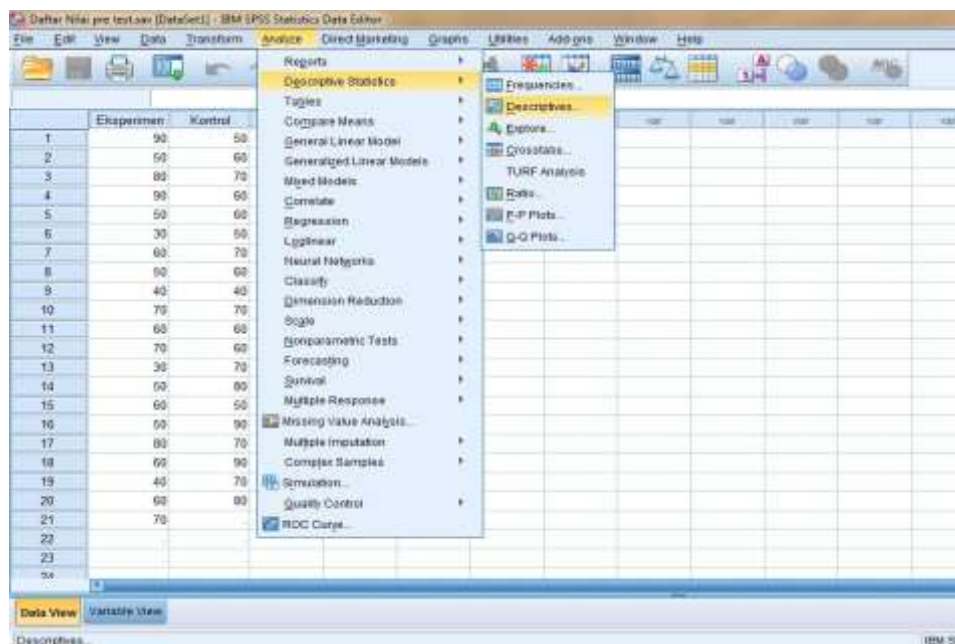 Daftar Nilai pre test.sav [DataSet1] - IBM SPSS Statistics Data Editor
File Edit View Data Transform Analyze Direct Marketing Graphs Utilities Add-ons Window Help
Reports
Descriptive Statistics
Tables
Compare Means
General Linear Model
Generalized Linear Models
Mixed Models
Correlate
Regression
Loglinear
Neural Networks
Classify
Dimension Reduction
Scale
Nonparametric Tests
Forecasting
Survival
Multiple Response
Missing Value Analysis...
Multiple Imputation
Complex Samples
Simulation...
Quality Control
ROC Curve...
Frequencies...
Descriptives...
Explore...
Crosstabs...
TURF Analysis
Ratio...
P-P Plots...
Q-Q Plots...
Eksperimen Kontrol var var var var
1 90 50
2 50 60
3 80 70
4 90 60
5 50 60
6 30
7 60 70
8 60
9 40 40
10 70 70
11 60 60
12 70 60
13 30 70
14 80
15 60 50
16 90
17 80 70
18 60 90
19 40 70
20 60 80
21 70
22
23
24
Data View Variable View
Descriptives...